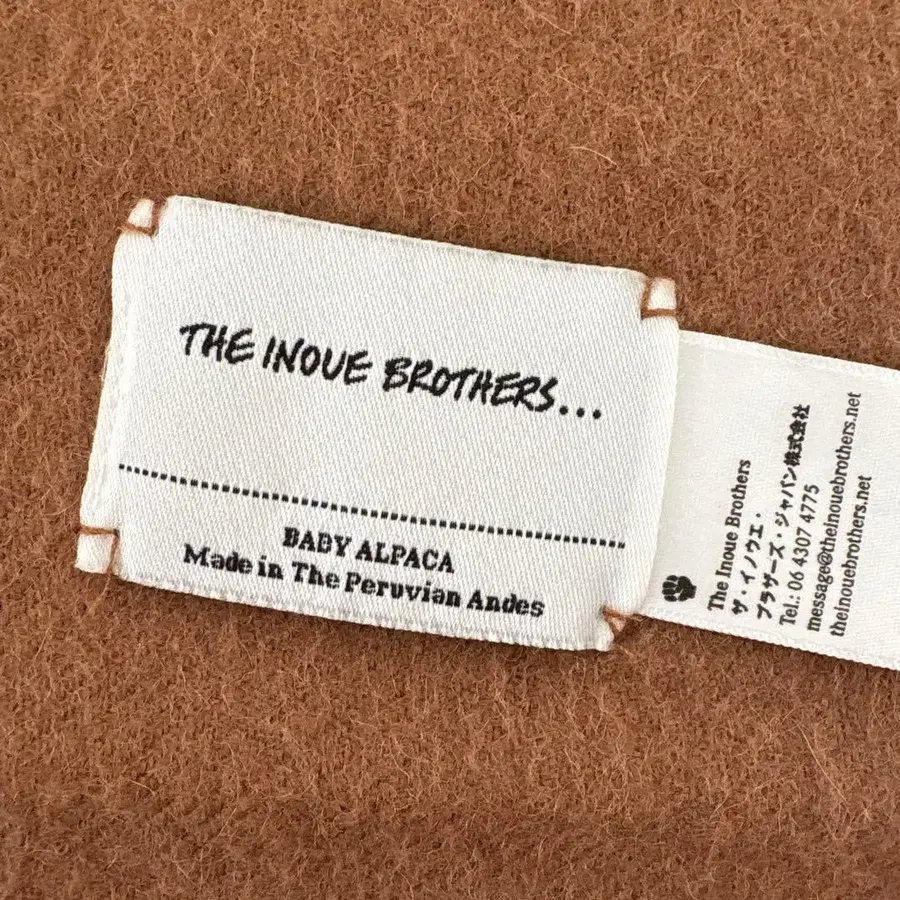 THE INOUE BROTHERS...
BABY ALPACA
Made in The Peruvian Andes
The Inoue Brothers
ザ・イノウエ・
ブラザーズ・ジャパン株式会社
Tel.: 06 4307 4775
message@theinouebrothers.net
theinouebrothers.net